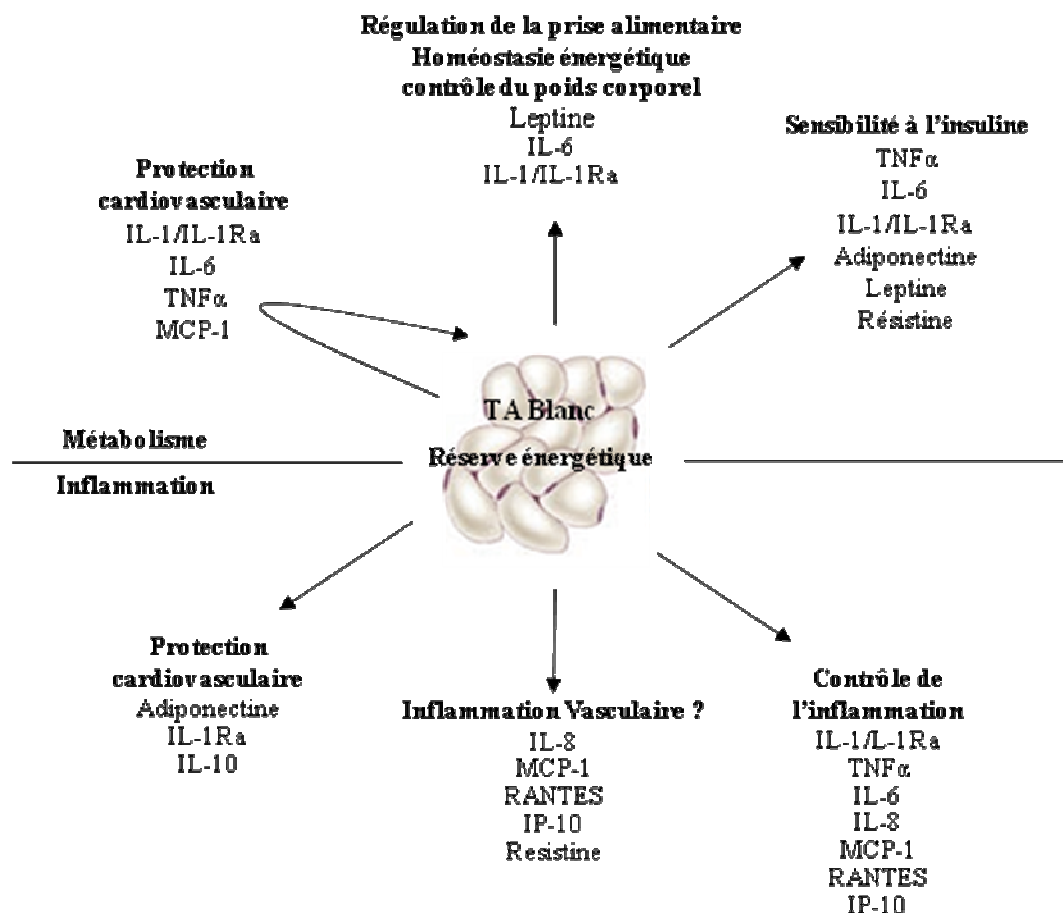 Régulation de la prise alimentaire
Homéostasie énergétique
contrôle du poids corporel
Leptine
IL-6
IL-1/IL-1Ra
Sensibilité à l'insuline
TNFα
IL-6
IL-1/IL-1Ra
Adiponectine
Leptine
Résistine
Protection
cardiovasculaire
IL-1/IL-1Ra
IL-6
TNFα
MCP-1
TA Blanc
Réserve énergétique
Métabolisme
Inflammation
Protection
cardiovasculaire
Adiponectine
IL-1Ra
IL-10
Inflammation Vasculaire ?
IL-8
MCP-1
RANTES
IP-10
Resistine
Contrôle de
l'inflammation
IL-1/L-1Ra
TNFα
IL-6
IL-8
MCP-1
RANTES
IP-10